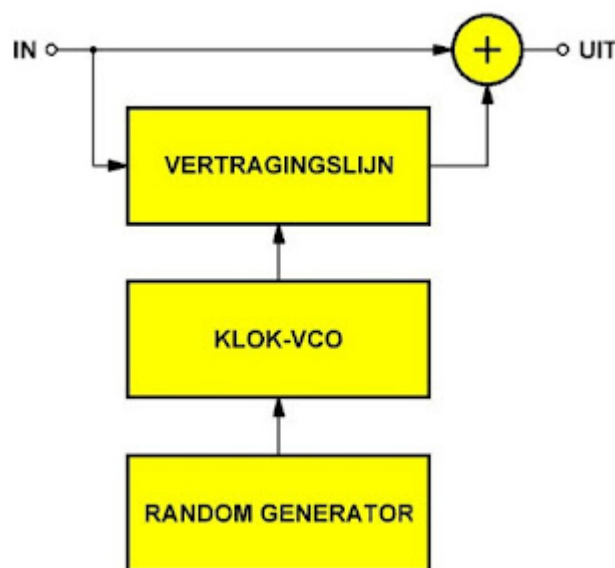 IN
+
UIT
VERTRAGINGSLIJN
KLOK-VCO
RANDOM GENERATOR